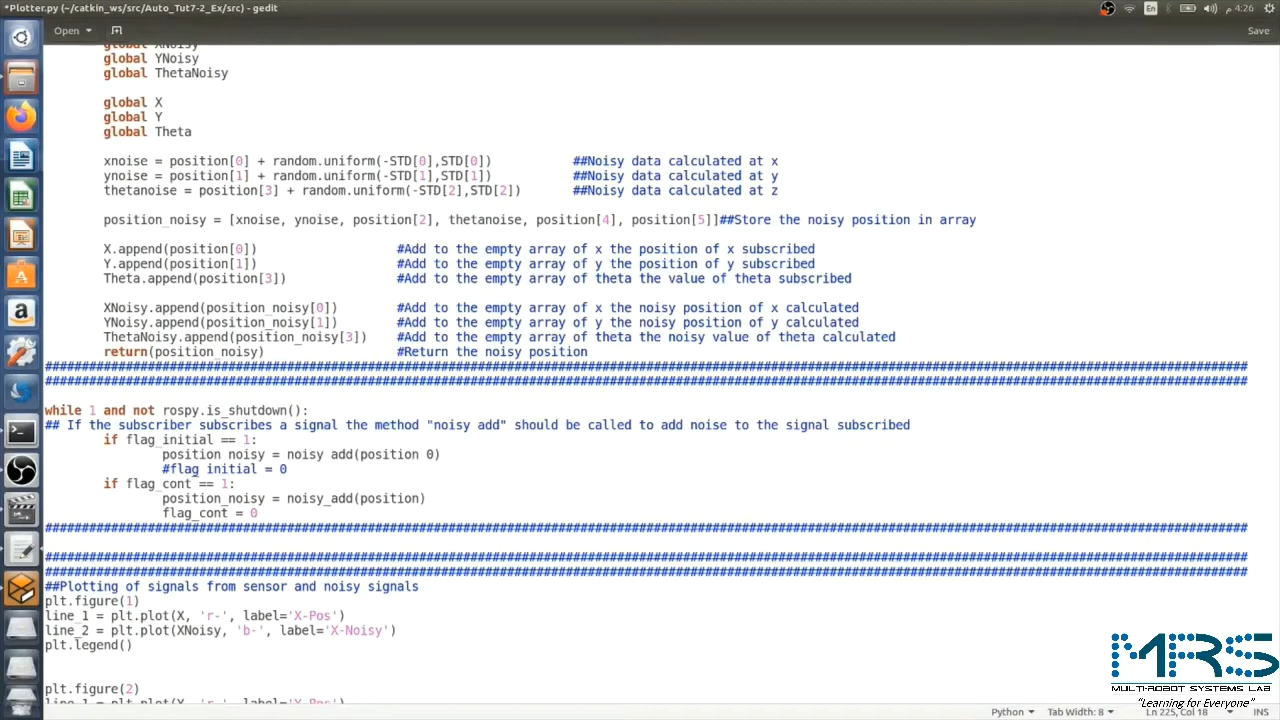 *Plotter.py (~/catkin_ws/src/Auto_Tut7-2_Ex/src) - gedit
En
4:26 م
Open
Save
global XNoisy
global YNoisy
global ThetaNoisy
global X
global Y
global Theta
xnoise = position[0] + random.uniform(-STD[0],STD[0]) ##Noisy data calculated at x
ynoise = position[1] + random.uniform(-STD[1],STD[1]) ##Noisy data calculated at y
thetanoise = position[3] + random.uniform(-STD[2],STD[2]) ##Noisy data calculated at z
position_noisy = [xnoise, ynoise, position[2], thetanoise, position[4], position[5]]##Store the noisy position in array
X.append(position[0]) #Add to the empty array of x the position of x subscribed
Y.append(position[1]) #Add to the empty array of y the position of y subscribed
Theta.append(position[3]) #Add to the empty array of theta the value of theta subscribed
XNoisy.append(position_noisy[0]) #Add to the empty array of x the noisy position of x calculated
YNoisy.append(position_noisy[1]) #Add to the empty array of y the noisy position of y calculated
ThetaNoisy.append(position_noisy[3]) #Add to the empty array of theta the noisy value of theta calculated
return(position_noisy) #Return the noisy position
####################################################################################################################################################################
####################################################################################################################################################################
while 1 and not rospy.is_shutdown():
## If the subscriber subscribes a signal the method "noisy add" should be called to add noise to the signal subscribed
if flag_initial == 1:
position_noisy = noisy_add(position_0)
#flag_initial = 0
if flag_cont == 1:
position_noisy = noisy_add(position)
flag_cont = 0
####################################################################################################################################################################
####################################################################################################################################################################
####################################################################################################################################################################
##Plotting of signals from sensor and noisy signals
plt.figure(1)
line_1 = plt.plot(X, 'r-', label='X-Pos')
line_2 = plt.plot(XNoisy, 'b-', label='X-Noisy')
plt.legend()
plt.figure(2)
line_1 = plt.plot(Y, 'r-', label='Y-Pos')
MRS
MULTI-ROBOT SYSTEMS LAB
"Learning for Everyone"
Python
Tab Width: 8
Ln 225, Col 18
INS